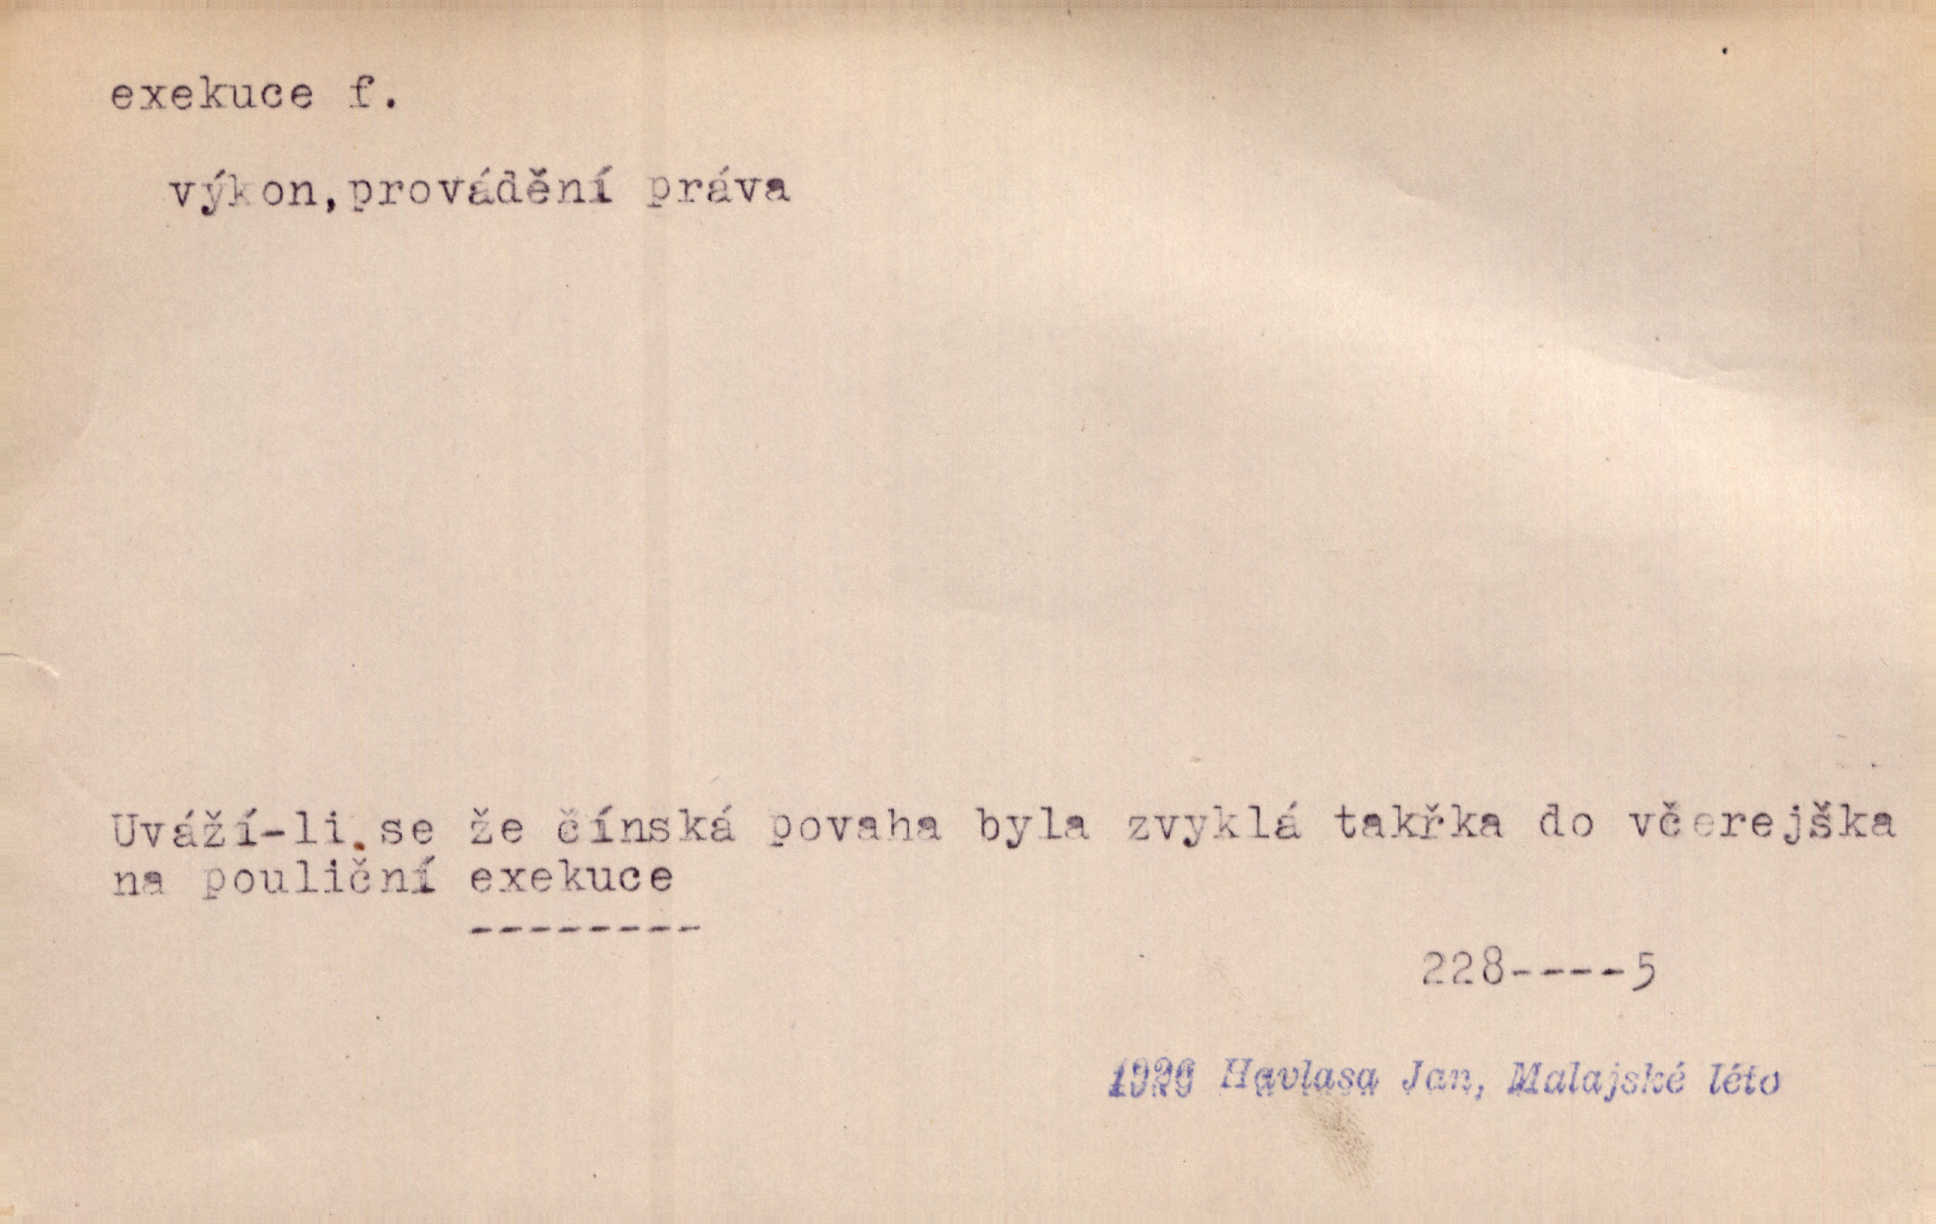 exekuce f.
výkon,provádění práva
Uváží-li se že čínská povaha byla zvyklá takřka do včerejška
na pouliční exekuce
--------
228----5
Havlasa Jan, Malajské léto